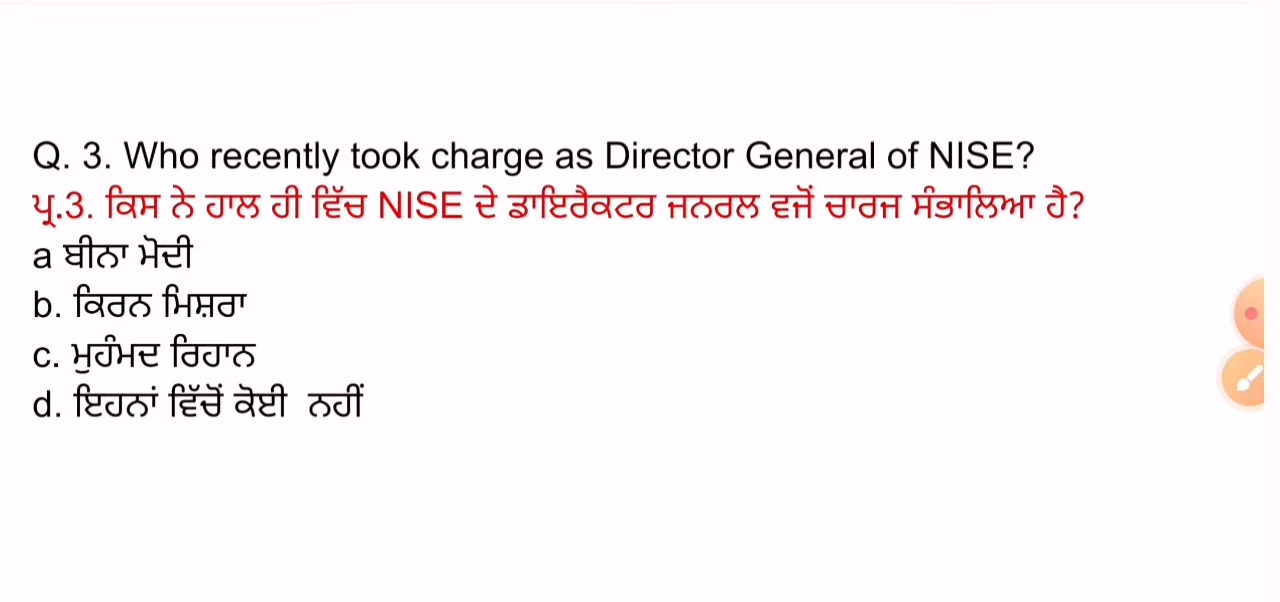 Q. 3. Who recently took charge as Director General of NISE?
ਪ੍ਰ.3. ਕਿਸ ਨੇ ਹਾਲ ਹੀ ਵਿੱਚ NISE ਦੇ ਡਾਇਰੈਕਟਰ ਜਨਰਲ ਵਜੋਂ ਚਾਰਜ ਸੰਭਾਲਿਆ ਹੈ?
a ਬੀਨਾ ਮੋਦੀ
b. ਕਿਰਨ ਮਿਸ਼ਰਾ
c. ਮੁਹੰਮਦ ਰਿਹਾਨ
d. ਇਹਨਾਂ ਵਿੱਚੋਂ ਕੋਈ  ਨਹੀਂ